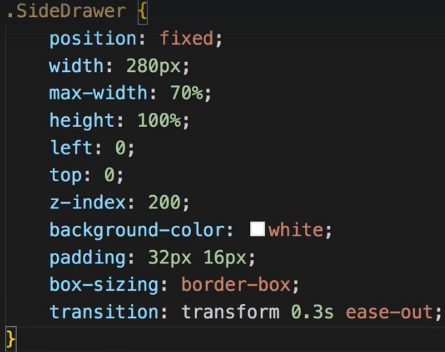 .SideDrawer {
    position: fixed;
    width: 280px;
    max-width: 70%;
    height: 100%;
    left: 0;
    top: 0;
    z-index: 200;
    background-color: white;
    padding: 32px 16px;
    box-sizing: border-box;
    transition: transform 0.3s ease-out;
}